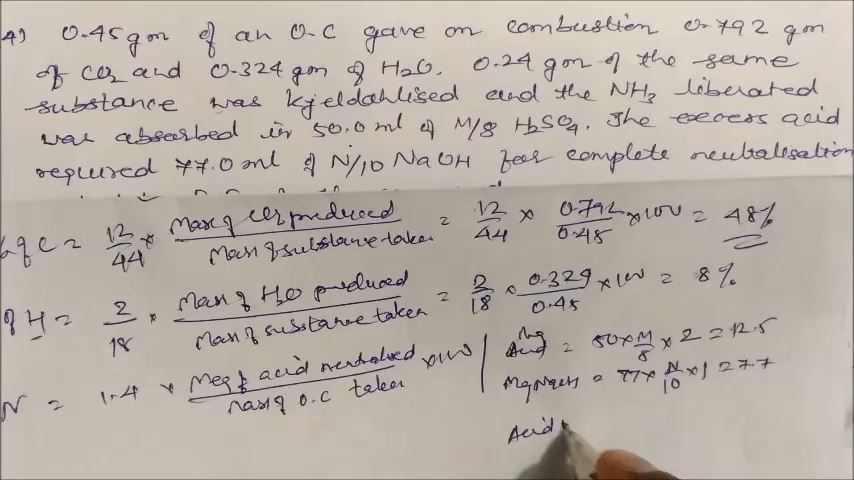 4) 0.45 gm of an O.C gave on combustion 0.792 gm
of CO2 and 0.324 gm of H2O. 0.24 gm of the same
substance was kjeldahlised and the NH3 liberated
was absorbed in 50.0 ml of M/8 H2SO4. The excess acid
required 77.0 ml of N/10 NaOH for complete neutralisation
% of C = 12/44 × Mass of CO2 produced / Mass of substance taken = 12/44 × 0.792/0.45 × 100 = 48%
of H = 2/18 × Mass of H2O produced / Mass of substance taken = 2/18 × 0.324/0.45 × 100 = 8%
N = 1.4 × Meq of acid neutralised / Mass of O.C taken × 100
Acid = 50 × M/8 × 2 = 12.5
= 77 × N/10 × 1 = 7.7
Acid